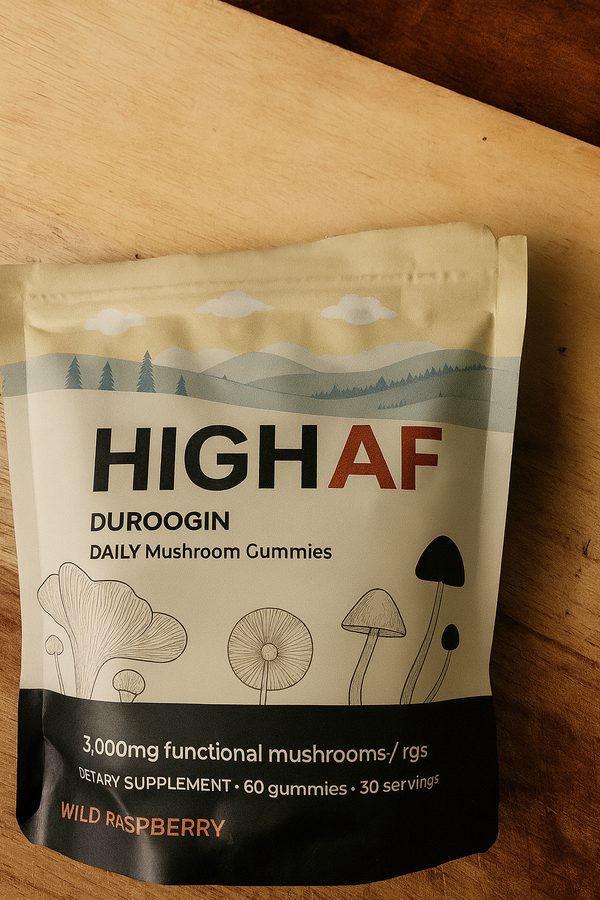 HIGHAF
DUROOGIN
DAILY Mushroom Gummies
3,000mg functional mushrooms·/ rgs
DETARY SUPPLEMENT • 60 gummies • 30 servings
WILD RASPBERRY